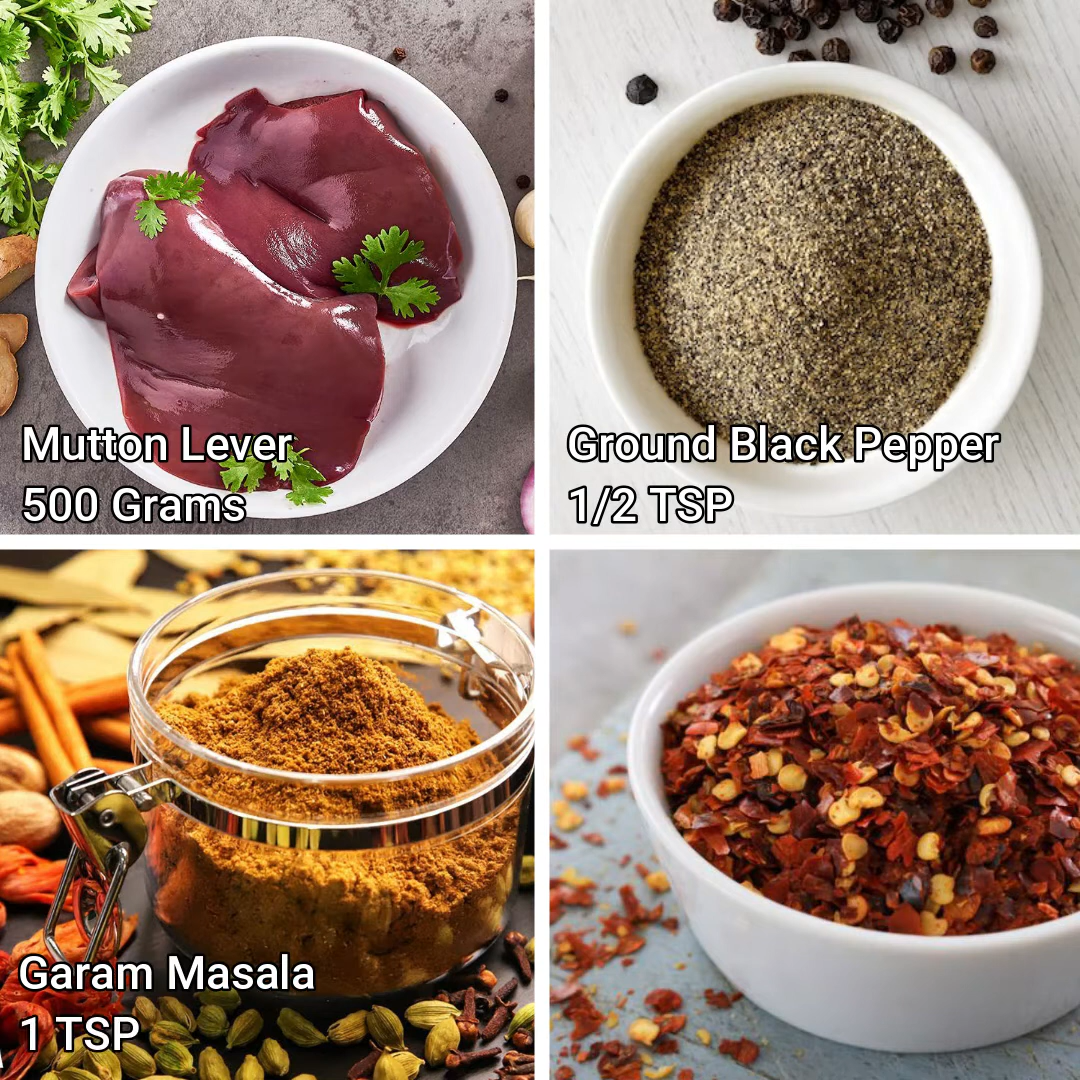 Mutton Lever
500 Grams
Ground Black Pepper
1/2 TSP
Garam Masala
1 TSP